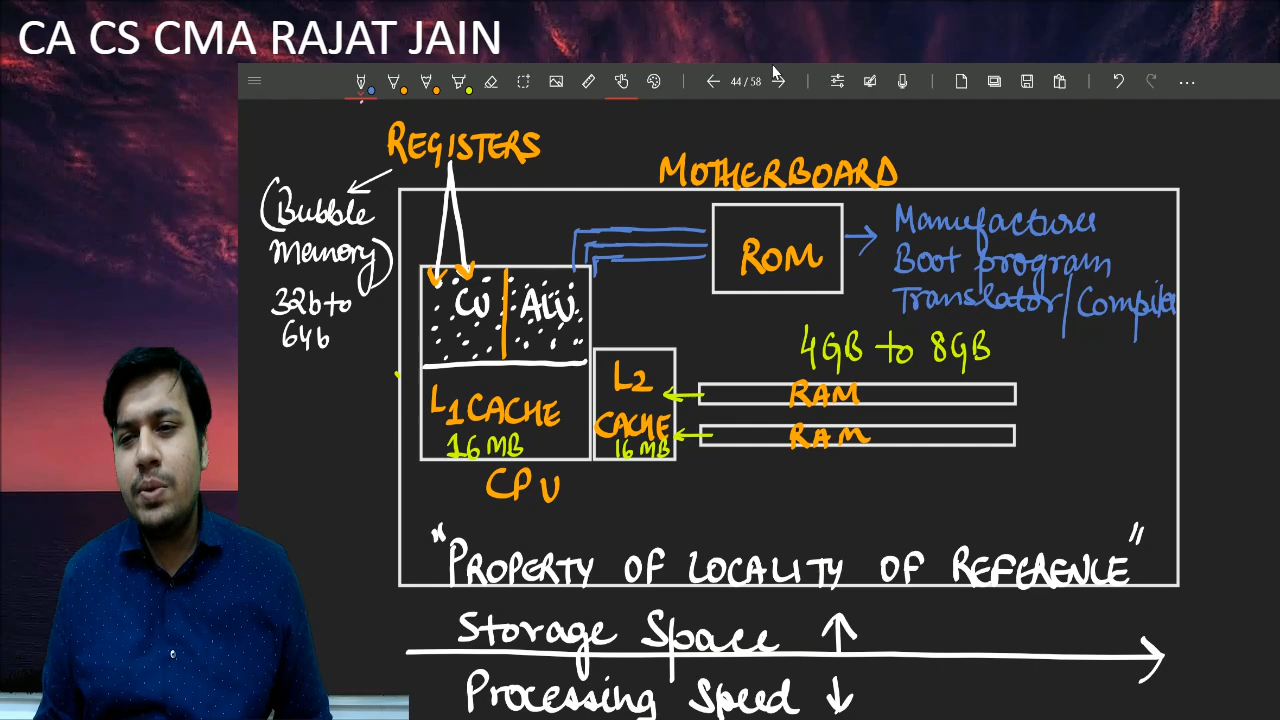 CA CS CMA RAJAT JAIN
44 / 58
REGISTERS
(Bubble
Memory)
32b to
64b
MOTHERBOARD
ROM
Manufacturer
Boot program
Translator/Compiler
CU
ALU
4GB to 8GB
L1 CACHE
16 MB
CPU
L2
CACHE
16 MB
RAM
RAM
"PROPERTY OF LOCALITY OF REFERENCE"
Storage Space ↑
Processing Speed ↓